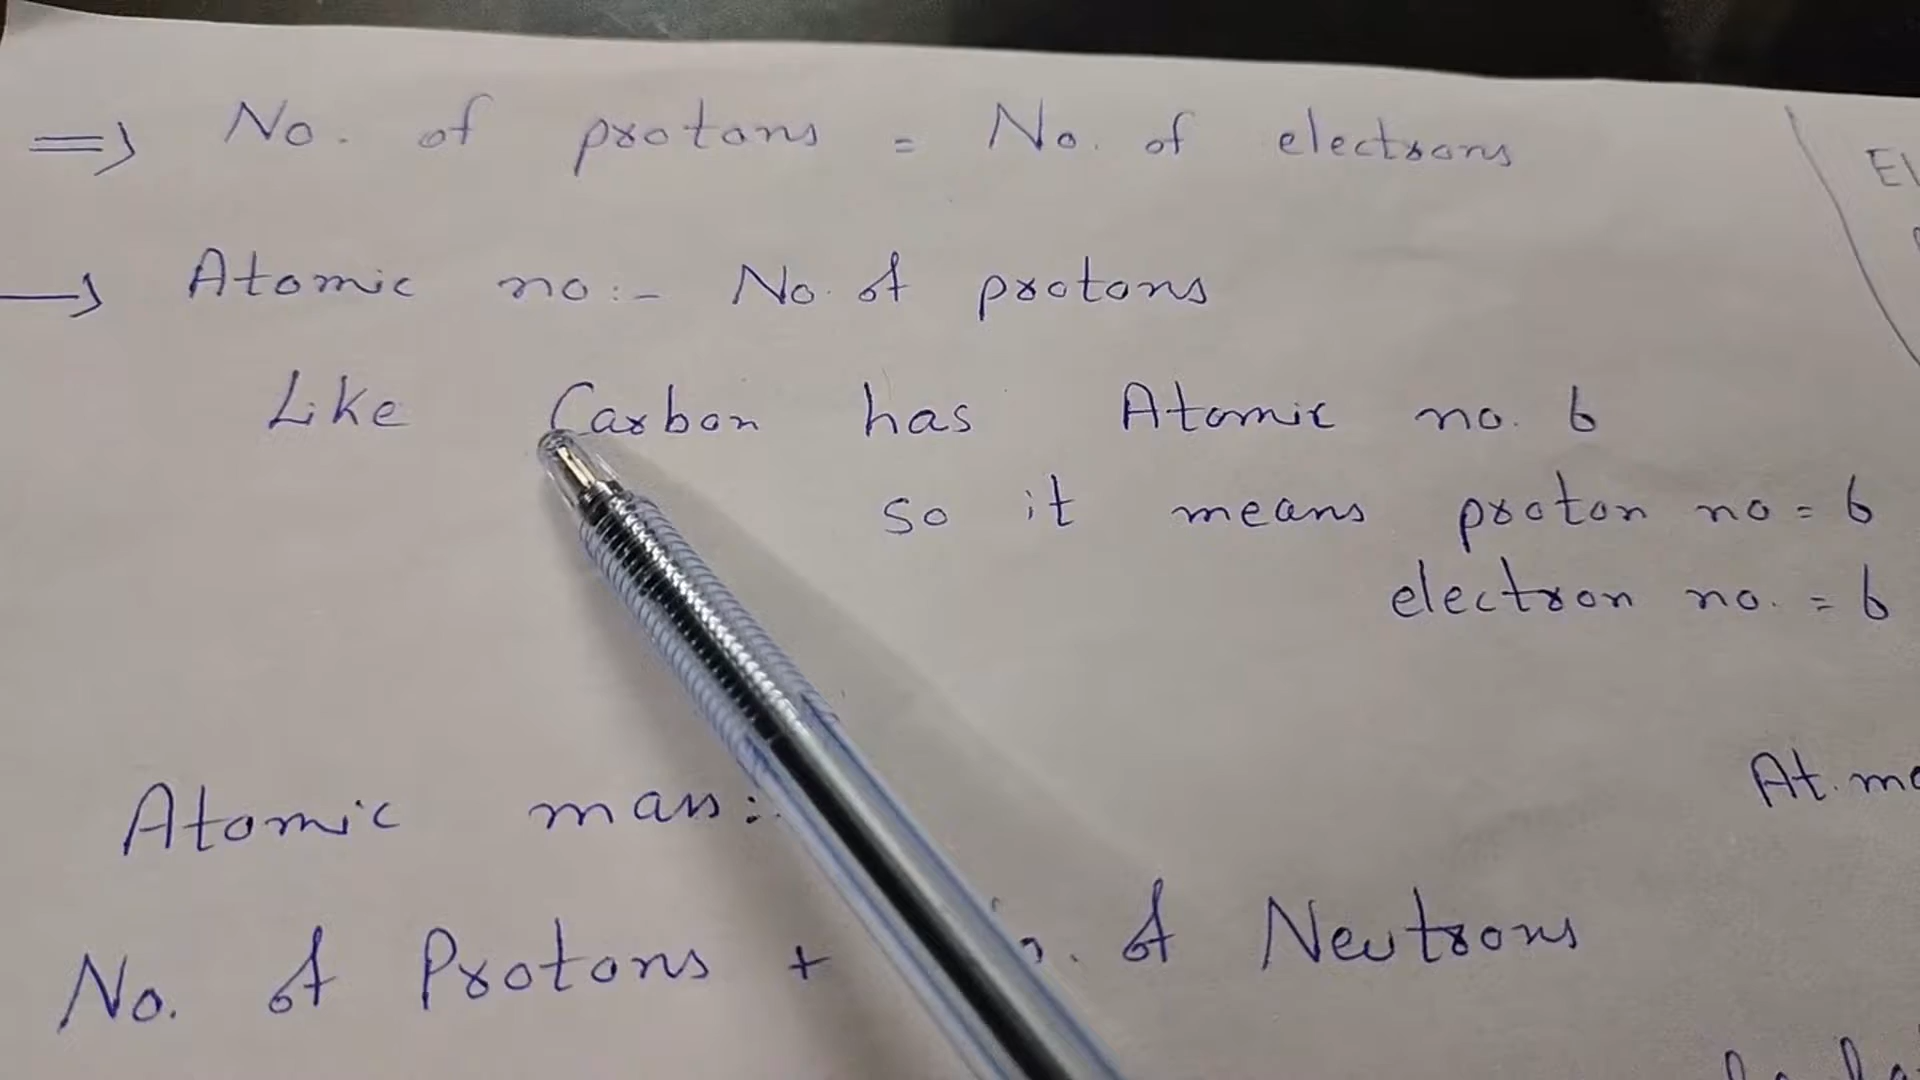 => No. of protons = No. of electrons
→ Atomic no:- No. of protons
Like Carbon has Atomic no. 6
so it means proton no = 6
electron no. = 6
At.
Atomic mass:
No. of Protons + of Neutrons